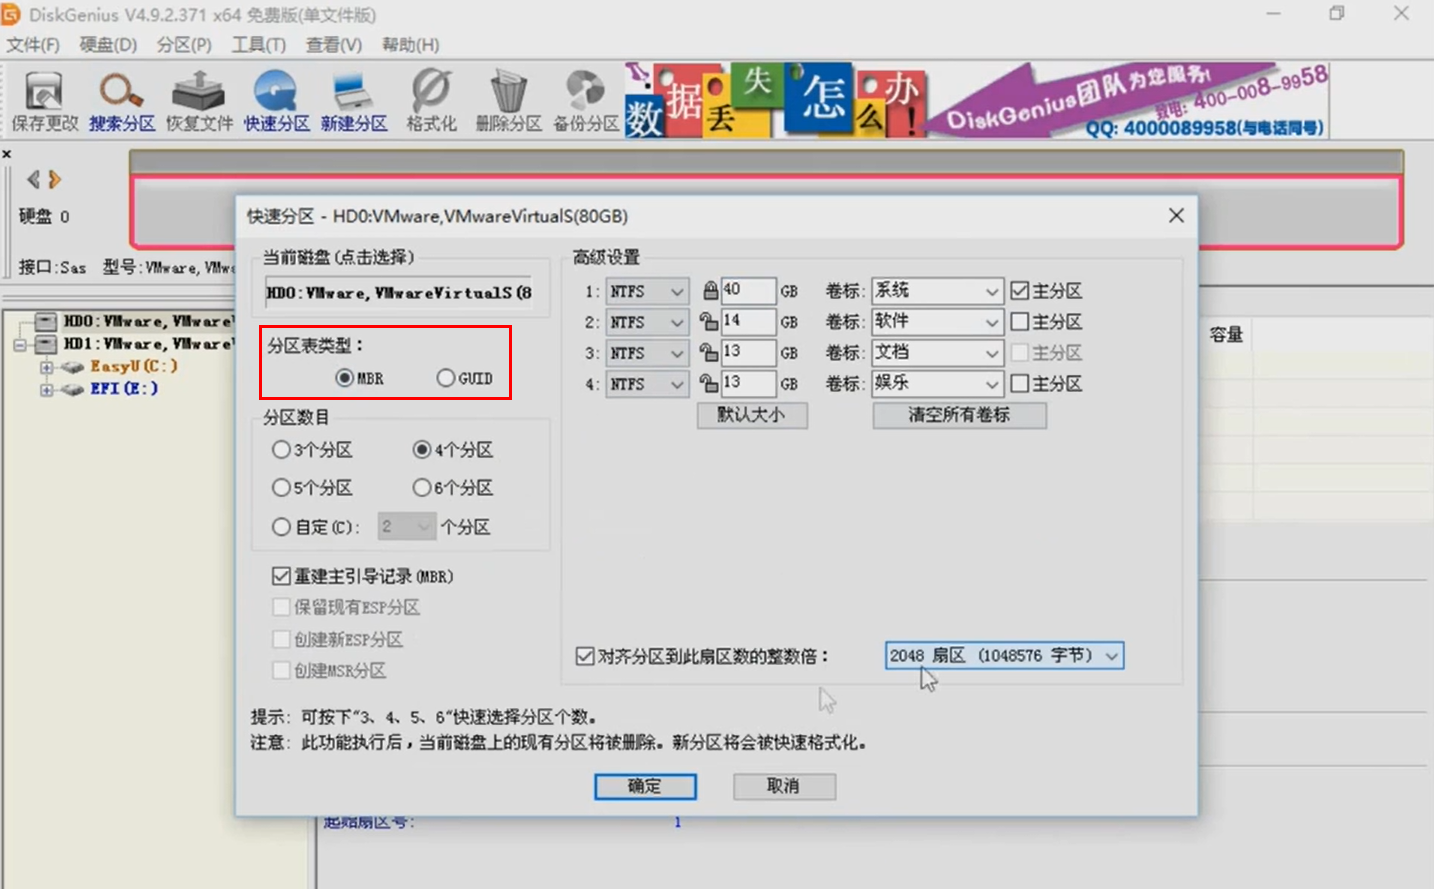 DiskGenius V4.9.2.371 x64 免费版(单文件版)
文件(F) 硬盘(D) 分区(P) 工具(T) 查看(V) 帮助(H)
保存更改 搜索分区 恢复文件 快速分区 新建分区 格式化 删除分区 备份分区
数据丢失怎么办!
DiskGenius团队为您服务!
致电: 400-008-9958
QQ: 4000089958(与电话同号)
硬盘 0
接口:Sas 型号:VMware,VMw
HD0:VMware,VMware
HD1:VMware,VMware
EasyU(C:)
EFI(E:)
容量
快速分区 - HD0:VMware,VMwareVirtualS(80GB)
当前磁盘(点击选择)
HD0:VMware,VMwareVirtualS(8
分区表类型：
MBR GUID
分区数目
3个分区 4个分区
5个分区 6个分区
自定(C): 2 个分区
重建主引导记录(MBR)
保留现有ESP分区
创建新ESP分区
创建MSR分区
高级设置
1: NTFS 40 GB 卷标: 系统 主分区
2: NTFS 14 GB 卷标: 软件 主分区
3: NTFS 13 GB 卷标: 文档 主分区
4: NTFS 13 GB 卷标: 娱乐 主分区
默认大小 清空所有卷标
对齐分区到此扇区数的整数倍： 2048 扇区 (1048576 字节)
提示: 可按下"3、4、5、6"快速选择分区个数。
注意: 此功能执行后，当前磁盘上的现有分区将被删除。新分区将会被快速格式化。
确定 取消
起始扇区号: 1